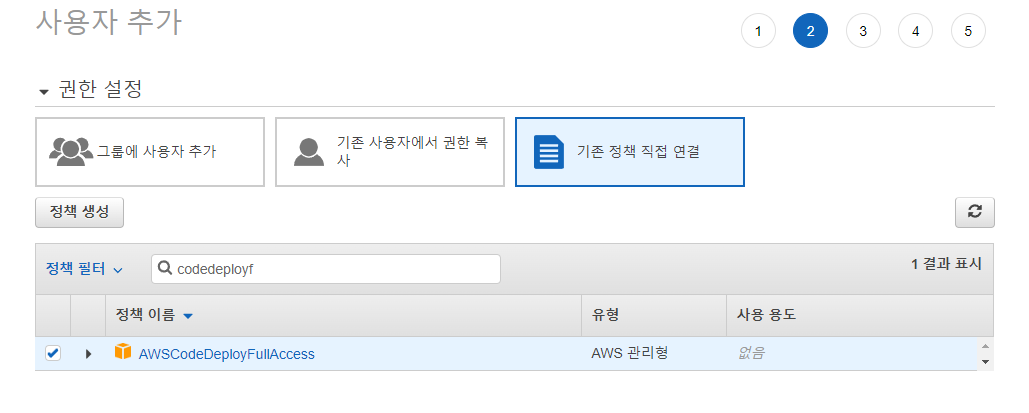 사용자 추가
1 2 3 4 5
권한 설정
그룹에 사용자 추가
기존 사용자에서 권한 복
사
기존 정책 직접 연결
정책 생성
정책 필터 codedeployf 1 결과 표시
정책 이름 유형 사용 용도
AWSCodeDeployFullAccess AWS 관리형 없음